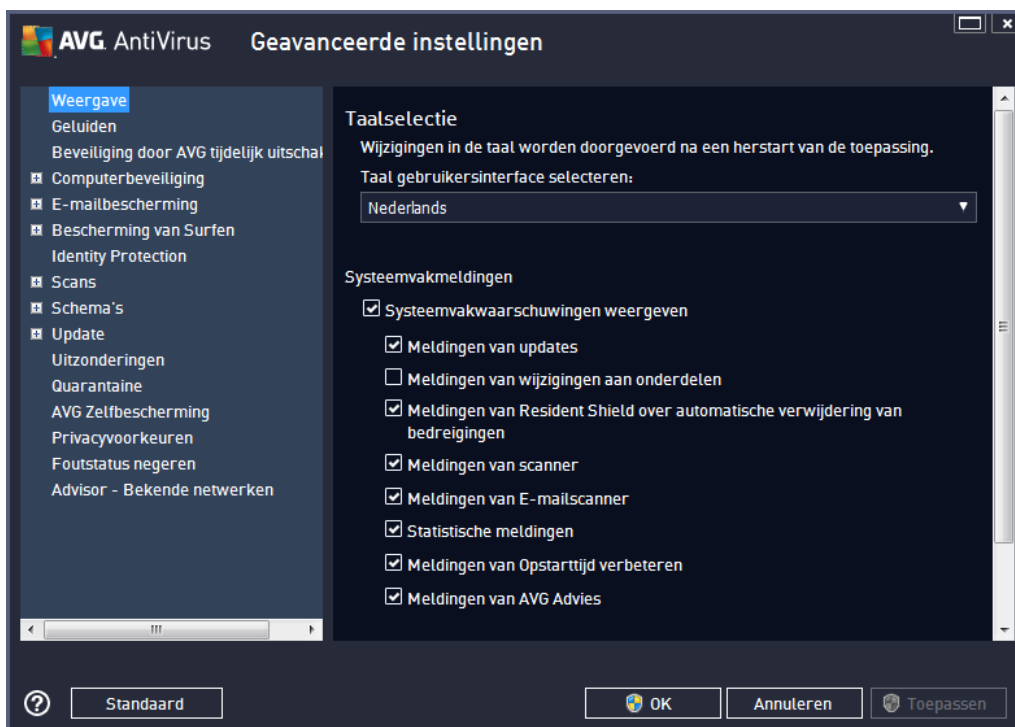 AVG AntiVirus Geavanceerde instellingen
Weergave
Geluiden
Beveiliging door AVG tijdelijk uitschak
Computerbeveiliging
E-mailbescherming
Bescherming van Surfen
Identity Protection
Scans
Schema's
Update
Uitzonderingen
Quarantaine
AVG Zelfbescherming
Privacyvoorkeuren
Foutstatus negeren
Advisor - Bekende netwerken
Taalselectie
Wijzigingen in de taal worden doorgevoerd na een herstart van de toepassing.
Taal gebruikersinterface selecteren:
Nederlands
Systeemvakmeldingen
Systeemvakwaarschuwingen weergeven
Meldingen van updates
Meldingen van wijzigingen aan onderdelen
Meldingen van Resident Shield over automatische verwijdering van
bedreigingen
Meldingen van scanner
Meldingen van E-mailscanner
Statistische meldingen
Meldingen van Opstarttijd verbeteren
Meldingen van AVG Advies
Standaard
OK
Annuleren
Toepassen